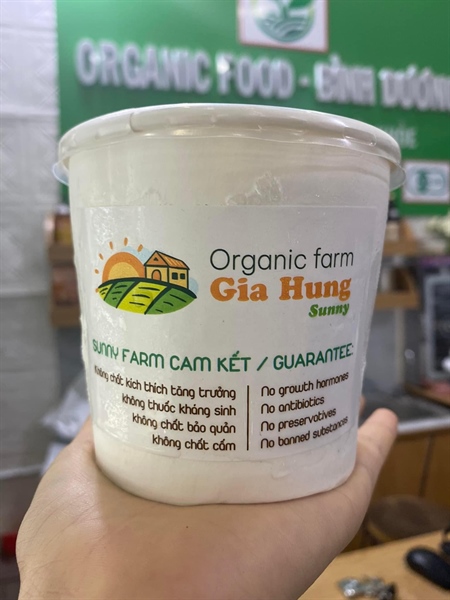 ORGANIC FOOD - BÌNH DƯƠNG
Organic farm
Gia Hung
Sunny
SUNNY FARM CAM KẾT / GUARANTEE:
Không chất kích thích tăng trưởng
không thuốc kháng sinh
không chất bảo quản
không chất cấm
No growth hormones
No antibiotics
No preservatives
No banned substances